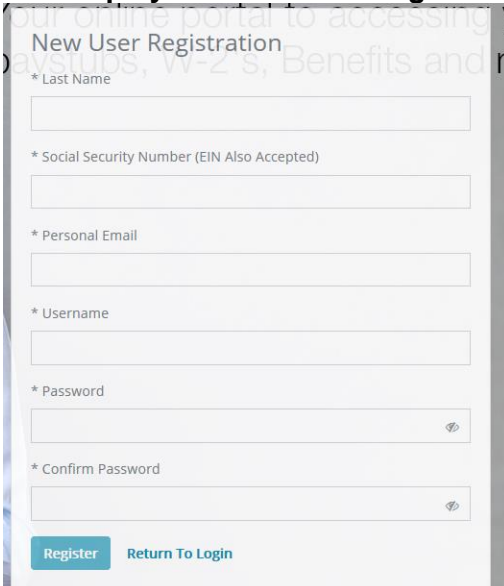 your online portal to accessing
New User Registration
paystubs, W-2's, Benefits and
* Last Name
* Social Security Number (EIN Also Accepted)
* Personal Email
* Username
* Password
* Confirm Password
Register
Return To Login